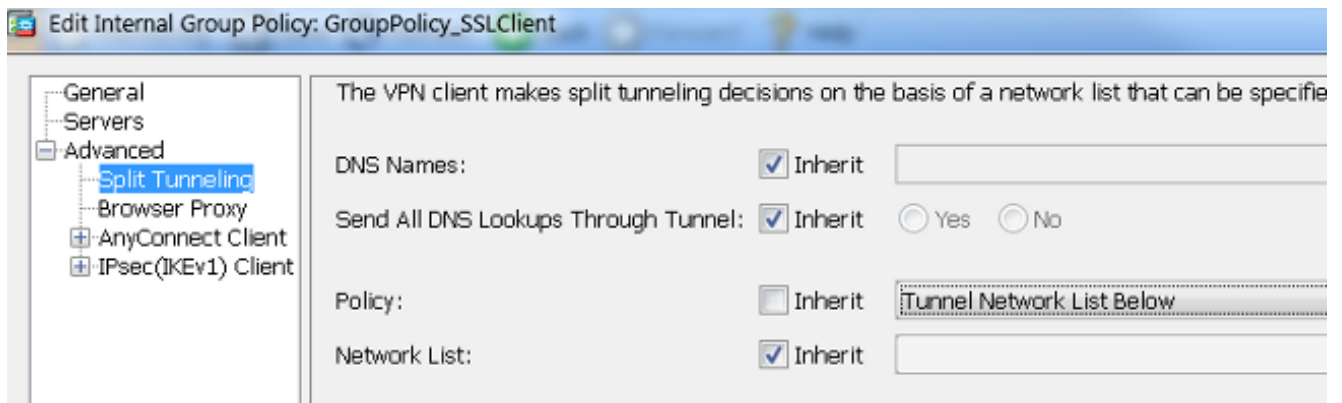 Edit Internal Group Policy: GroupPolicy_SSLClient
General
Servers
Advanced
Split Tunneling
Browser Proxy
AnyConnect Client
IPsec(IKEv1) Client
The VPN client makes split tunneling decisions on the basis of a network list that can be specifie
DNS Names: Inherit
Send All DNS Lookups Through Tunnel: Inherit Yes No
Policy: Inherit Tunnel Network List Below
Network List: Inherit